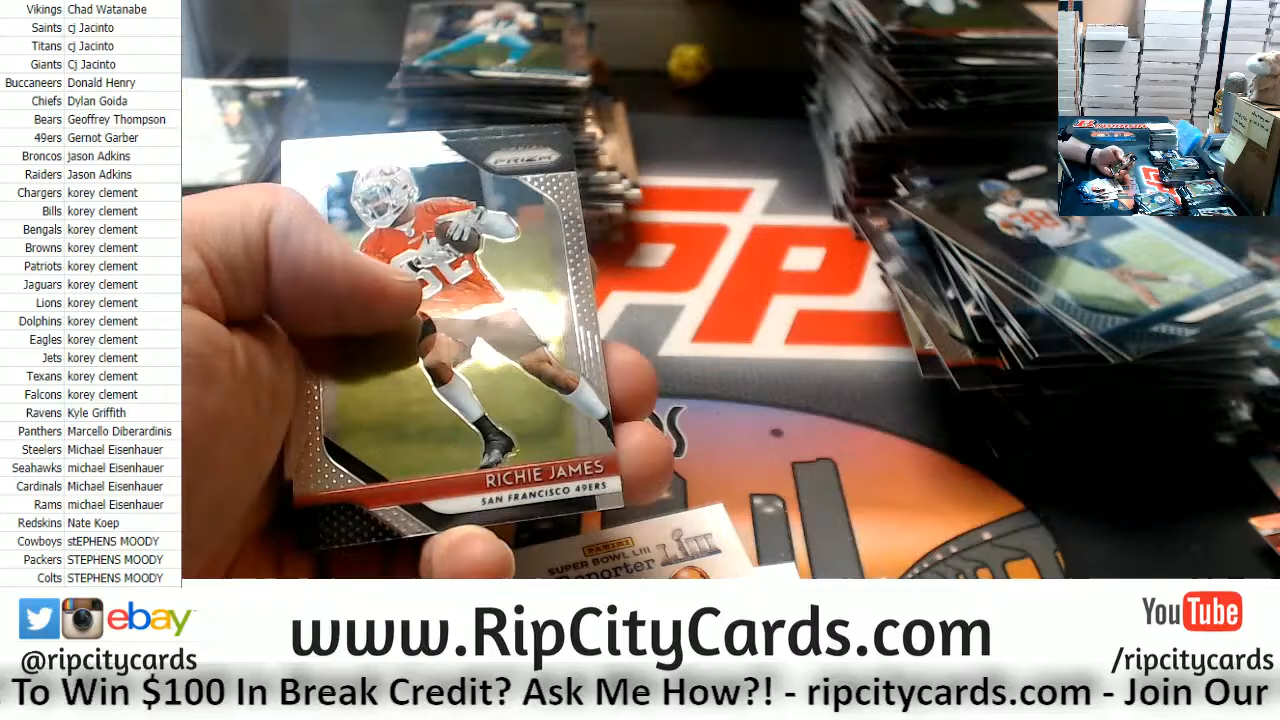 Vikings Chad Watanabe
Saints cj Jacinto
Titans cj Jacinto
Giants Cj Jacinto
Buccaneers Donald Henry
Chiefs Dylan Goida
Bears Geoffrey Thompson
49ers Gernot Garber
Broncos jason Adkins
Raiders Jason Adkins
Chargers korey clement
Bills korey clement
Bengals korey clement
Browns korey clement
Patriots korey clement
Jaguars korey clement
Lions korey clement
Dolphins korey clement
Eagles korey clement
Jets korey clement
Texans korey clement
Falcons korey clement
Ravens Kyle Griffith
Panthers Marcello Diberardinis
Steelers Michael Eisenhauer
Seahawks michael Eisenhauer
Cardinals Michael Eisenhauer
Rams michael Eisenhauer
Redskins Nate Koep
Cowboys stEPHENS MOODY
Packers STEPHENS MOODY
Colts STEPHENS MOODY
PRIZM
RICHIE JAMES
SAN FRANCISCO 49ERS
PANINI
SUPER BOWL LIII
LIII
eporter
PP
DS
38
ebay
@ripcitycards
www.RipCityCards.com
YouTube
/ripcitycards
To Win $100 In Break Credit? Ask Me How?! - ripcitycards.com - Join Our